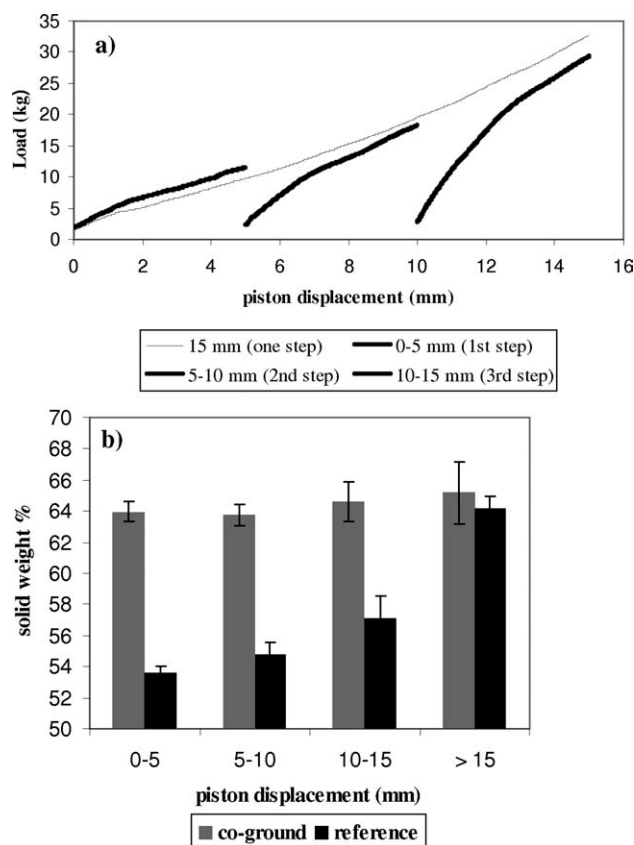 a)
35
30
25
20
15
10
5
0
Load (kg)
0 2 4 6 8 10 12 14 16
piston displacement (mm)
15 mm (one step) 0-5 mm (1st step)
5-10 mm (2nd step) 10-15 mm (3rd step)
b)
70
68
66
64
62
60
58
56
54
52
50
solid weight %
0-5 5-10 10-15 > 15
piston displacement (mm)
co-ground reference